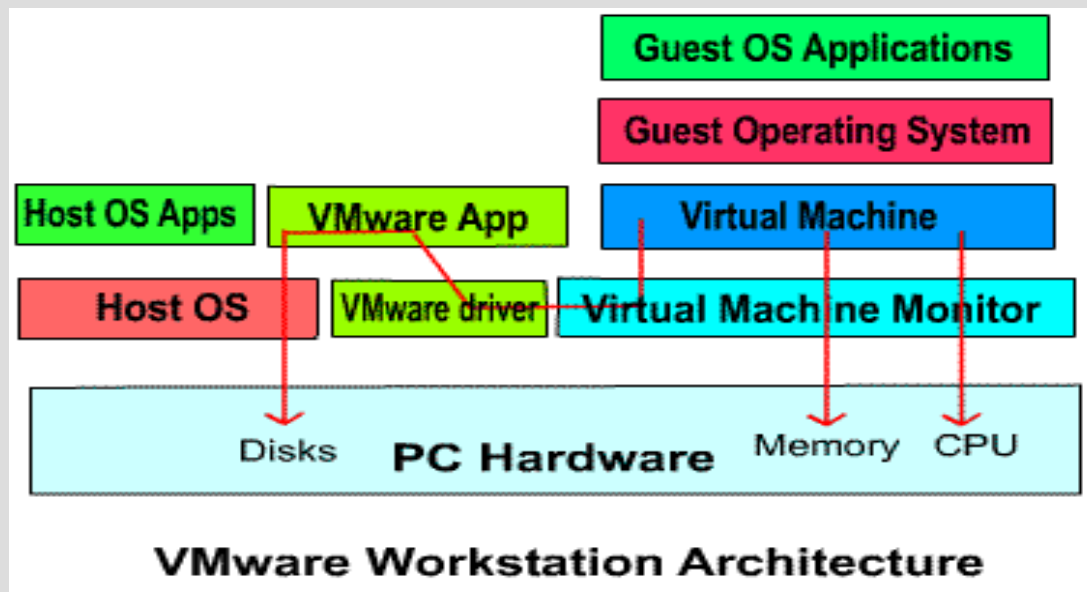 Guest OS Applications
Guest Operating System
Host OS Apps
VMware App
Virtual Machine
Host OS
VMware driver
Virtual Machine Monitor
Disks
PC Hardware
Memory
CPU
VMware Workstation Architecture